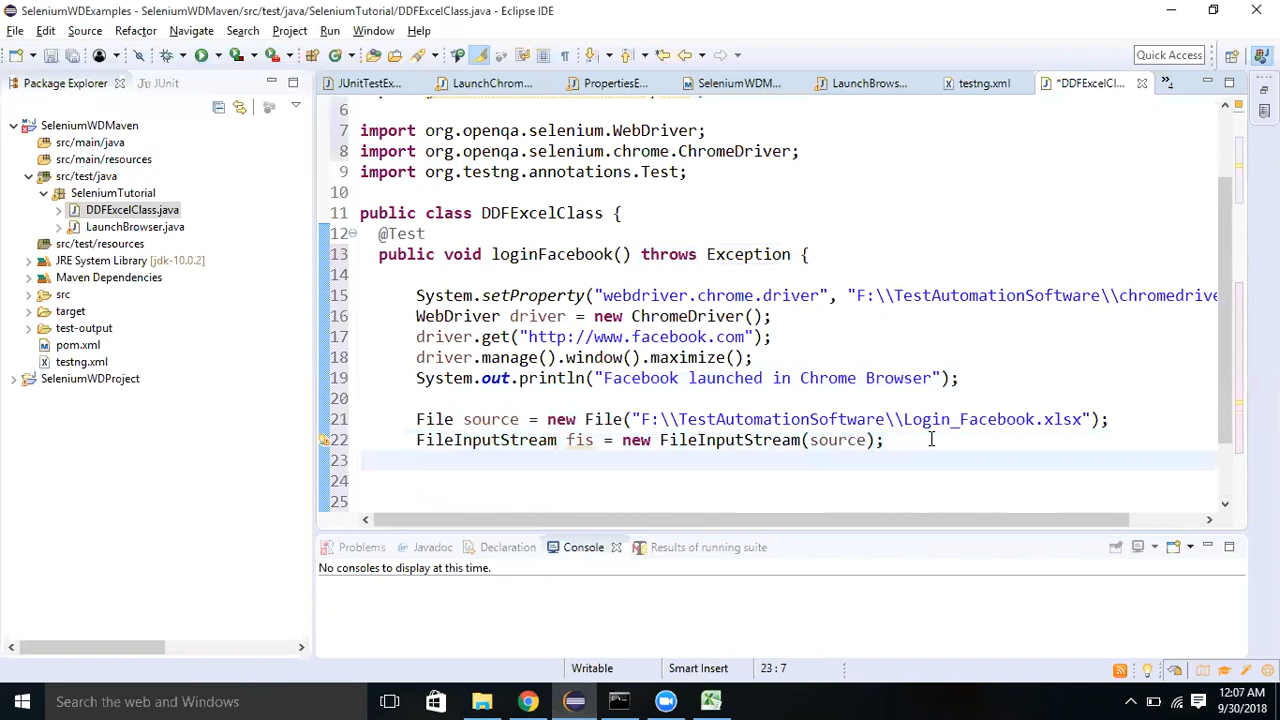 SeleniumWDExamples - SeleniumWDMaven/src/test/java/SeleniumTutorial/DDFExcelClass.java - Eclipse IDE
File Edit Source Refactor Navigate Search Project Run Window Help
Quick Access
Package Explorer JUnit
JUnitTestEx... LaunchChrom... PropertiesE... SeleniumWDM... LaunchBrows... testng.xml *DDFExcelCl... »4
SeleniumWDMaven
src/main/java
src/main/resources
src/test/java
SeleniumTutorial
DDFExcelClass.java
LaunchBrowser.java
src/test/resources
JRE System Library [jdk-10.0.2]
Maven Dependencies
src
target
test-output
pom.xml
testng.xml
SeleniumWDProject
6
7 import org.openqa.selenium.WebDriver;
8 import org.openqa.selenium.chrome.ChromeDriver;
9 import org.testng.annotations.Test;
10
11 public class DDFExcelClass {
12 @Test
13 public void loginFacebook() throws Exception {
14
15 System.setProperty("webdriver.chrome.driver", "F:\\TestAutomationSoftware\\chromedrive
16 WebDriver driver = new ChromeDriver();
17 driver.get("http://www.facebook.com");
18 driver.manage().window().maximize();
19 System.out.println("Facebook launched in Chrome Browser");
20
21 File source = new File("F:\\TestAutomationSoftware\\Login_Facebook.xlsx");
22 FileInputStream fis = new FileInputStream(source);
23
24
25
Problems Javadoc Declaration Console Results of running suite
No consoles to display at this time.
Writable Smart Insert 23 : 7
Search the web and Windows
12:07 AM
9/30/2018